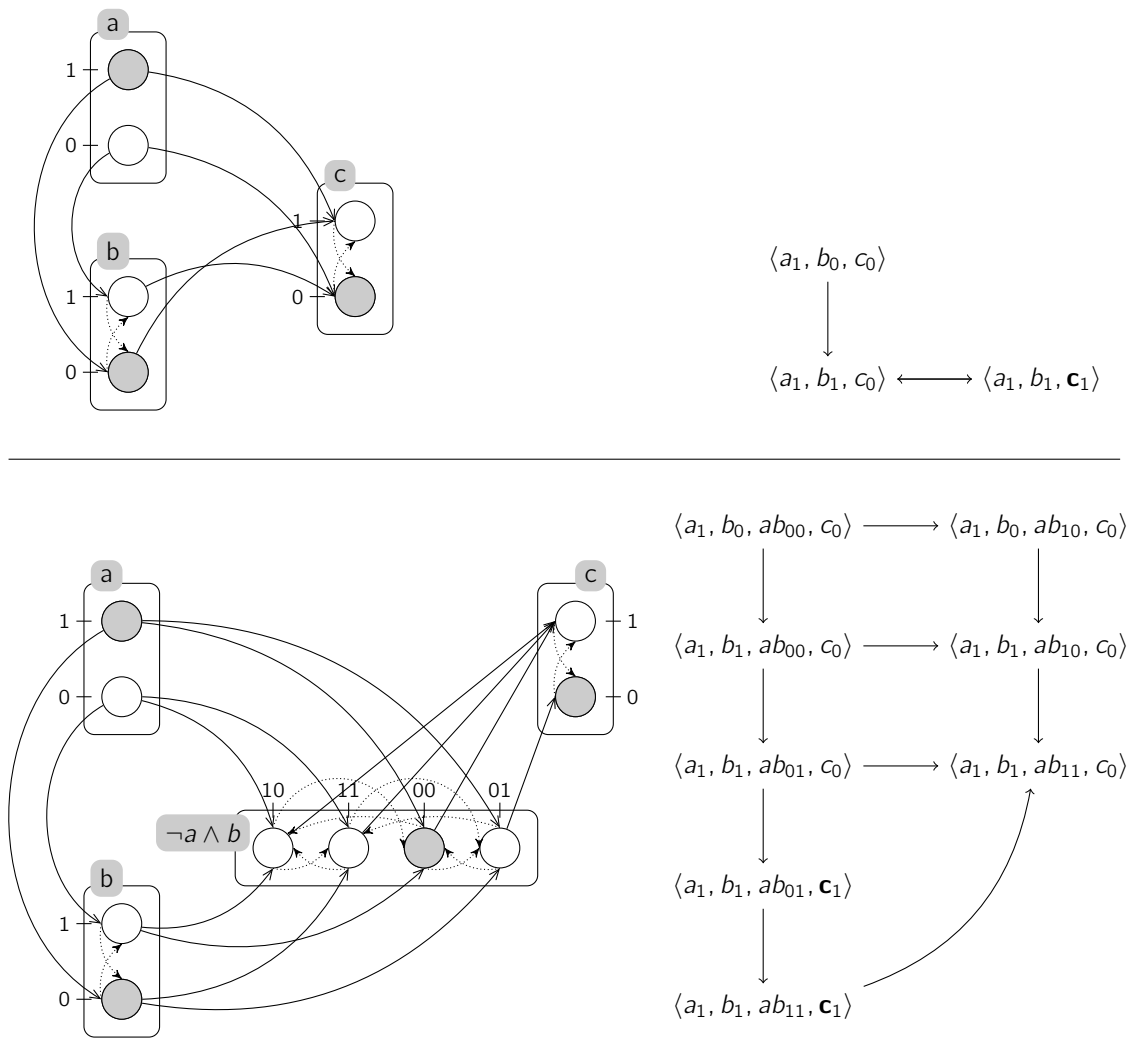 a
1
0
c
1
0
b
1
0
⟨a₁, b₀, c₀⟩
⟨a₁, b₁, c₀⟩ ⟨a₁, b₁, c₁⟩
⟨a₁, b₀, ab₀₀, c₀⟩ ⟨a₁, b₀, ab₁₀, c₀⟩
a
1
0
c
1
0
⟨a₁, b₁, ab₀₀, c₀⟩ ⟨a₁, b₁, ab₁₀, c₀⟩
⟨a₁, b₁, ab₀₁, c₀⟩ ⟨a₁, b₁, ab₁₁, c₀⟩
10 11 00 01
¬a ∧ b
b
1
0
⟨a₁, b₁, ab₀₁, c₁⟩
⟨a₁, b₁, ab₁₁, c₁⟩